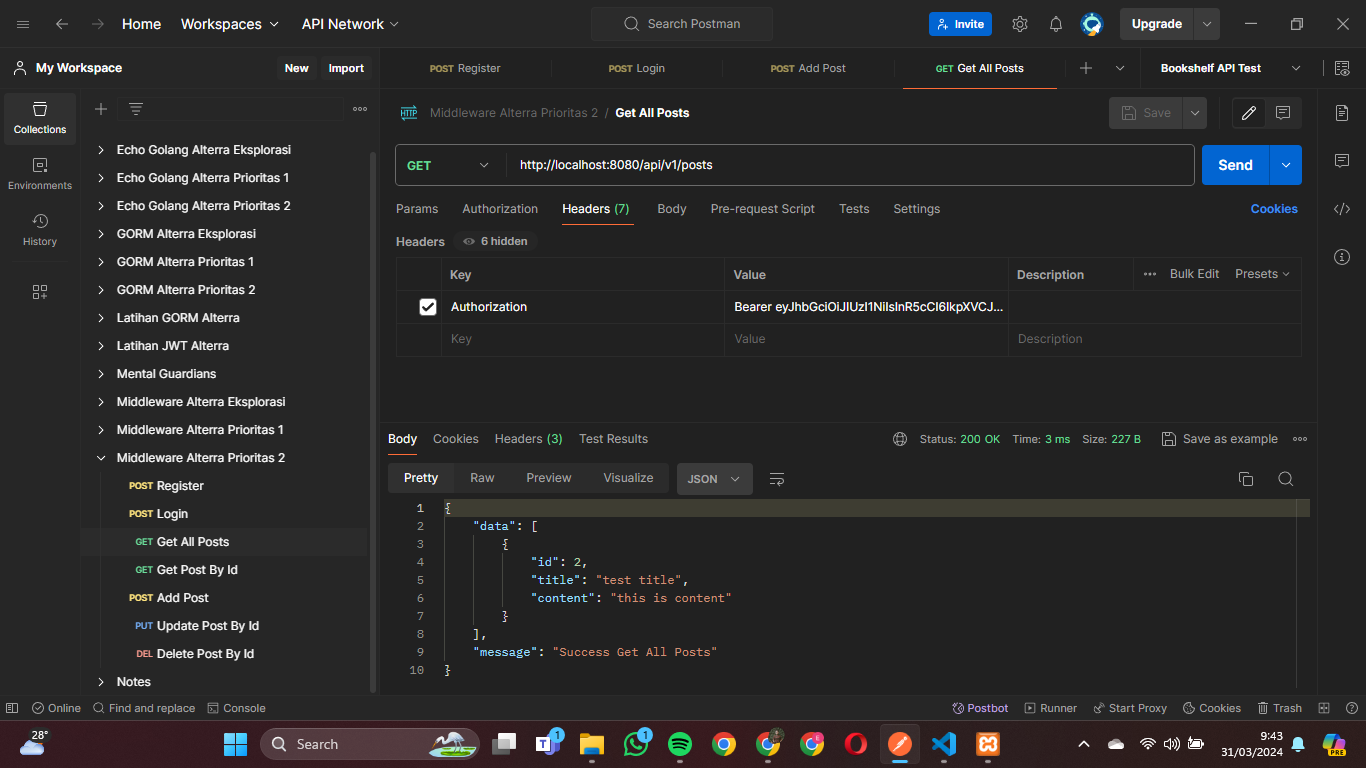 Home Workspaces API Network Search Postman Invite Upgrade
My Workspace New Import POST Register POST Login POST Add Post GET Get All Posts Bookshelf API Test
Collections
Environments
History
Echo Golang Alterra Eksplorasi
Echo Golang Alterra Prioritas 1
Echo Golang Alterra Prioritas 2
GORM Alterra Eksplorasi
GORM Alterra Prioritas 1
GORM Alterra Prioritas 2
Latihan GORM Alterra
Latihan JWT Alterra
Mental Guardians
Middleware Alterra Eksplorasi
Middleware Alterra Prioritas 1
Middleware Alterra Prioritas 2
POST Register
POST Login
GET Get All Posts
GET Get Post By Id
POST Add Post
PUT Update Post By Id
DEL Delete Post By Id
Notes
HTTP Middleware Alterra Prioritas 2 / Get All Posts Save
GET http://localhost:8080/api/v1/posts Send
Params Authorization Headers (7) Body Pre-request Script Tests Settings Cookies
Headers 6 hidden
Key Value Description Bulk Edit Presets
Authorization Bearer eyJhbGciOiJIUzI1NiIsInR5cCI6IkpXVCJ...
Key Value Description
Body Cookies Headers (3) Test Results Status: 200 OK Time: 3 ms Size: 227 B Save as example
Pretty Raw Preview Visualize JSON
1 {
2 "data": [
3 {
4 "id": 2,
5 "title": "test title",
6 "content": "this is content"
7 }
8 ],
9 "message": "Success Get All Posts"
10 }
Online Find and replace Console Postbot Runner Start Proxy Cookies Trash
28° Search 1 1 9:43
31/03/2024
PRE